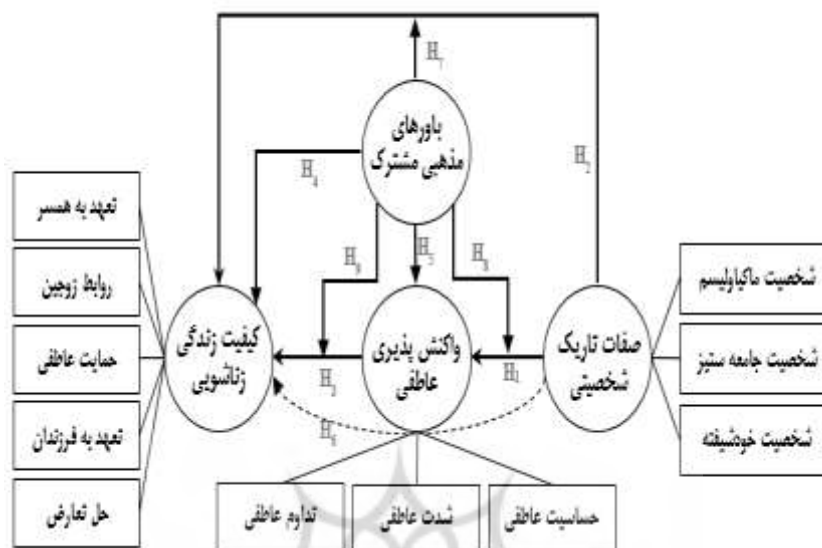 H7
باورهای
مذهبی مشترک
H2
H4
H9
H5
H8
شخصیت ماکیاولیسم
شخصیت جامعه ستیز
شخصیت خودشیفته
صفات تاریک
شخصیتی
H1
واکنش پذیری
عاطفی
H3
H6
کیفیت زندگی
زناشویی
تعهد به همسر
روابط زوجین
حمایت عاطفی
تعهد به فرزندان
حل تعارض
حساسیت عاطفی
شدت عاطفی
تداوم عاطفی